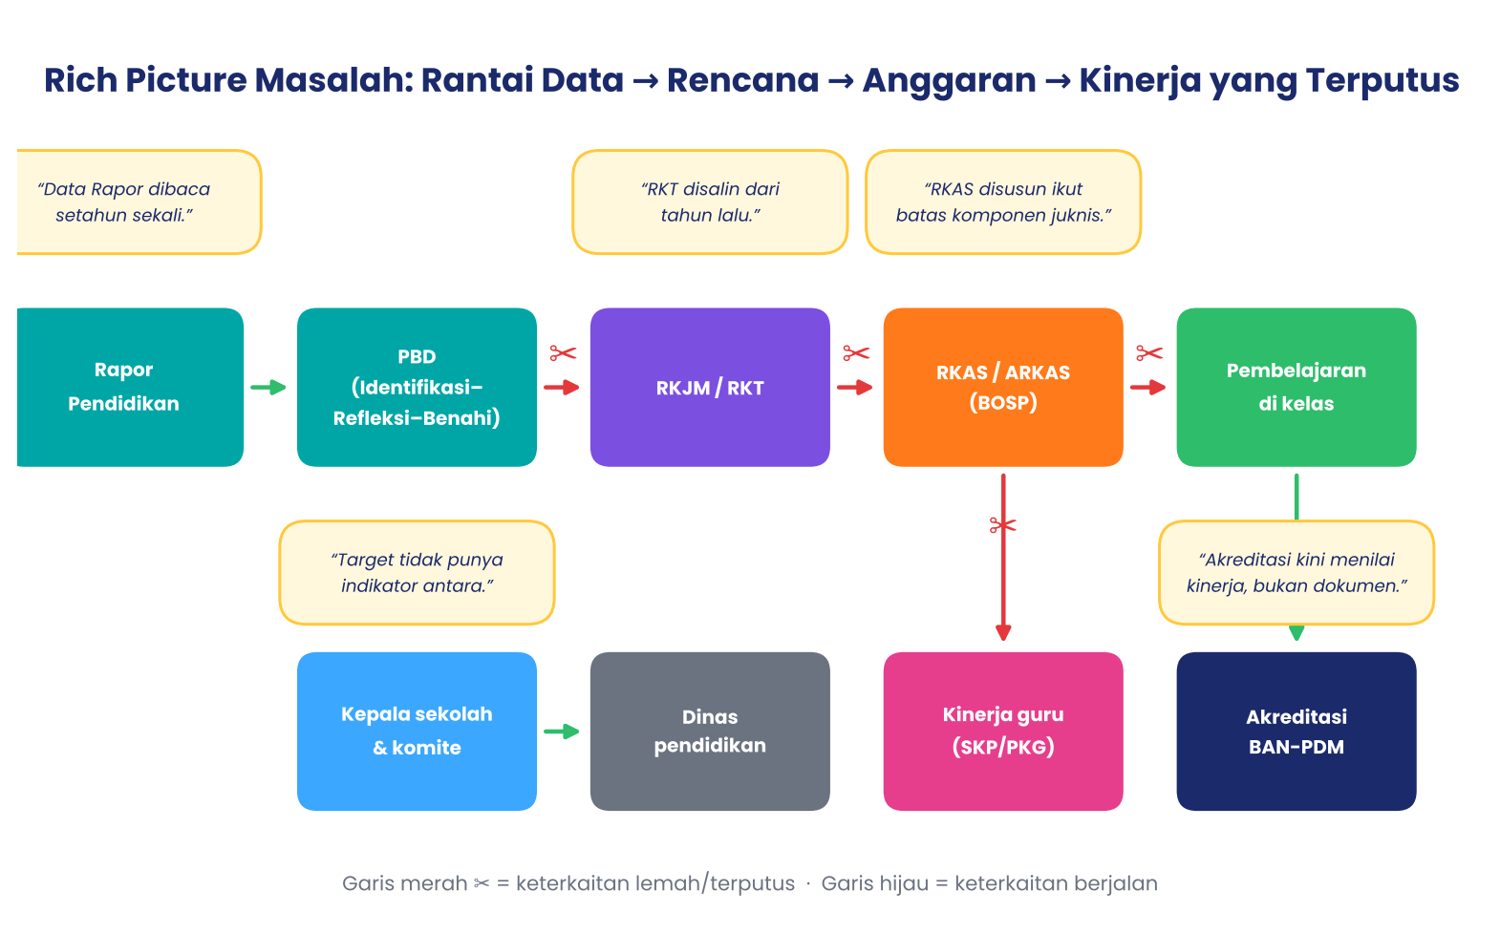 Rich Picture Masalah: Rantai Data → Rencana → Anggaran → Kinerja yang Terputus
“Data Rapor dibaca
setahun sekali.”
“RKT disalin dari
tahun lalu.”
“RKAS disusun ikut
batas komponen juknis.”
Rapor
Pendidikan
PBD
(Identifikasi–
Refleksi–Benahi)
RKJM / RKT
RKAS / ARKAS
(BOSP)
Pembelajaran
di kelas
“Target tidak punya
indikator antara.”
“Akreditasi kini menilai
kinerja, bukan dokumen.”
Kepala sekolah
& komite
Dinas
pendidikan
Kinerja guru
(SKP/PKG)
Akreditasi
BAN-PDM
Garis merah ✂ = keterkaitan lemah/terputus · Garis hijau = keterkaitan berjalan